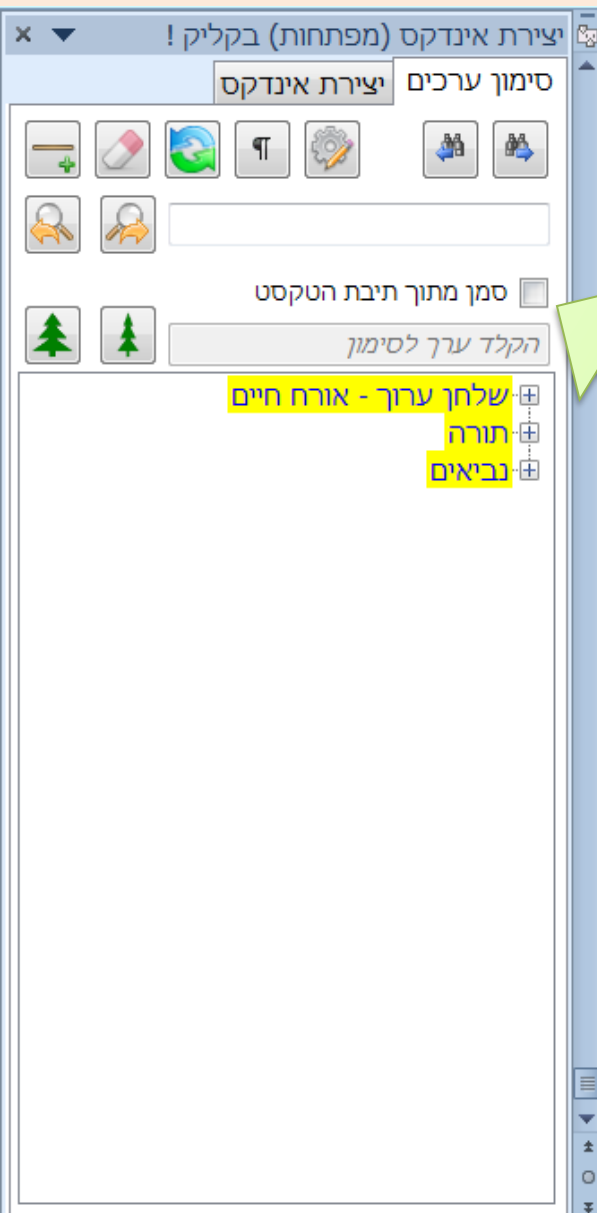 יצירת אינדקס (מפתחות) בקליק !
סימון ערכים
יצירת אינדקס
¶
סמן מתוך תיבת הטקסט
הקלד ערך לסימון
שלחן ערוך - אורח חיים
תורה
נביאים